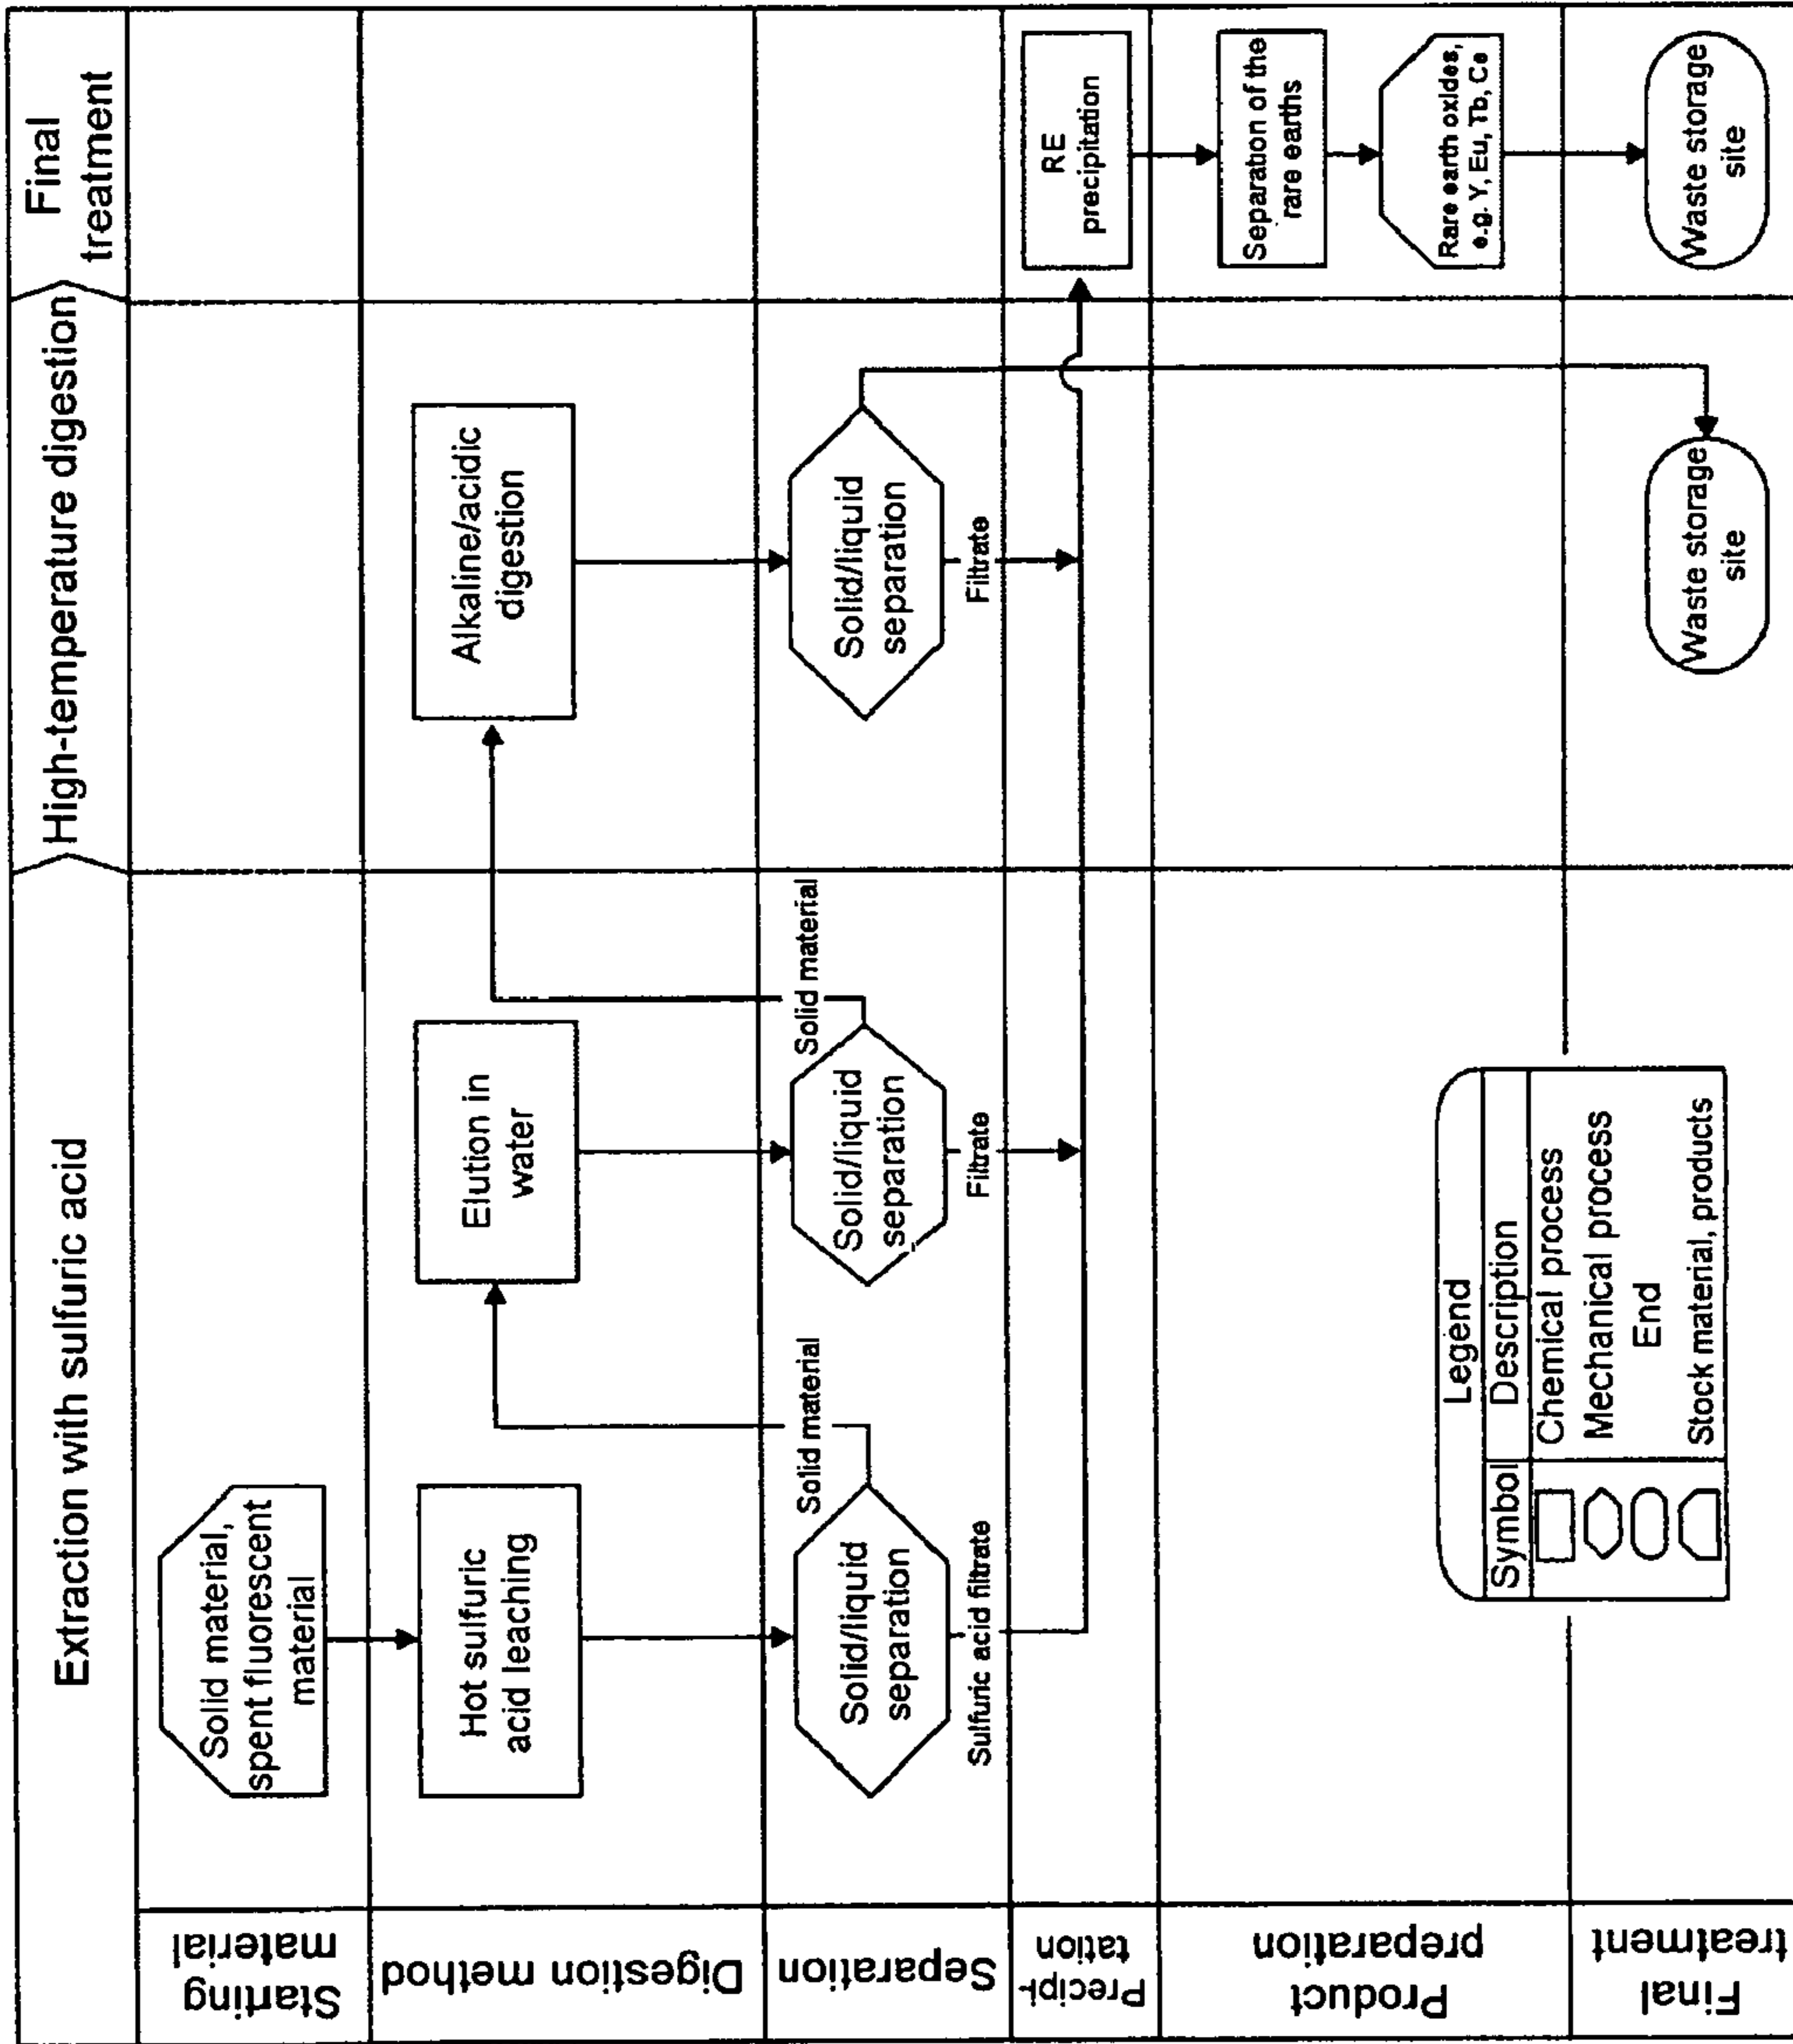 Extraction with sulfuric acid
High-temperature digestion
Final
treatment
Starting
material
Solid material,
spent fluorescent
material
Digestion method
Hot sulfuric
acid leaching
Elution in
water
Alkaline/acidic
digestion
Separation
Solid/liquid
separation
Solid material
Sulfuric acid filtrate
Solid/liquid
separation
Solid material
Filtrate
Solid/liquid
separation
Filtrate
Precipi-
tation
RE
precipitation
Product
preparation
Separation of the
rare earths
Rare earth oxides,
e.g. Y, Eu, Tb, Ce
Legend
Symbol
Description
Chemical process
Mechanical process
End
Stock material, products
Final
treatment
Waste storage
site
Waste storage
site